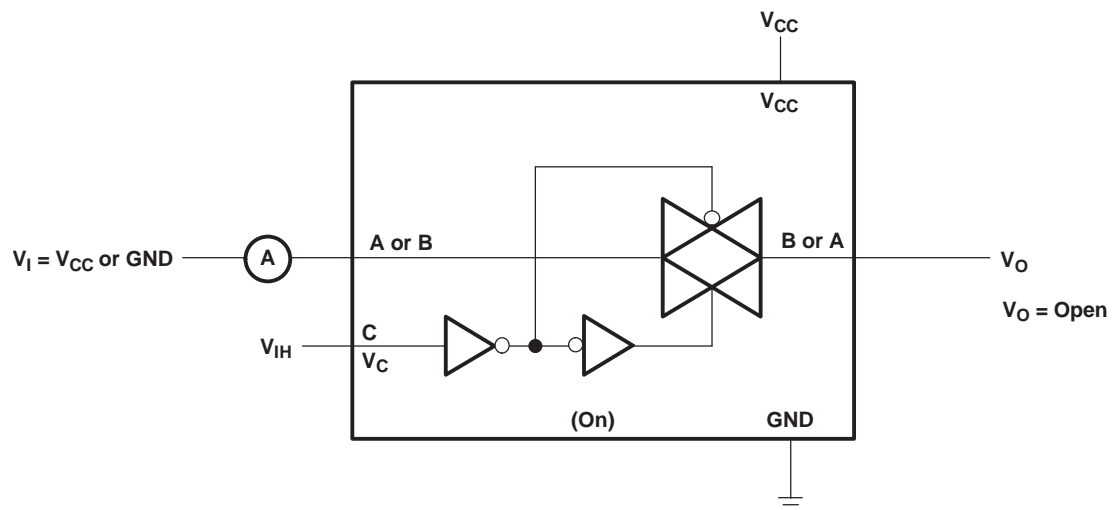 VCC
VCC
VI = VCC or GND
A
A or B
B or A
VO
VO = Open
VIH
C
VC
(On)
GND